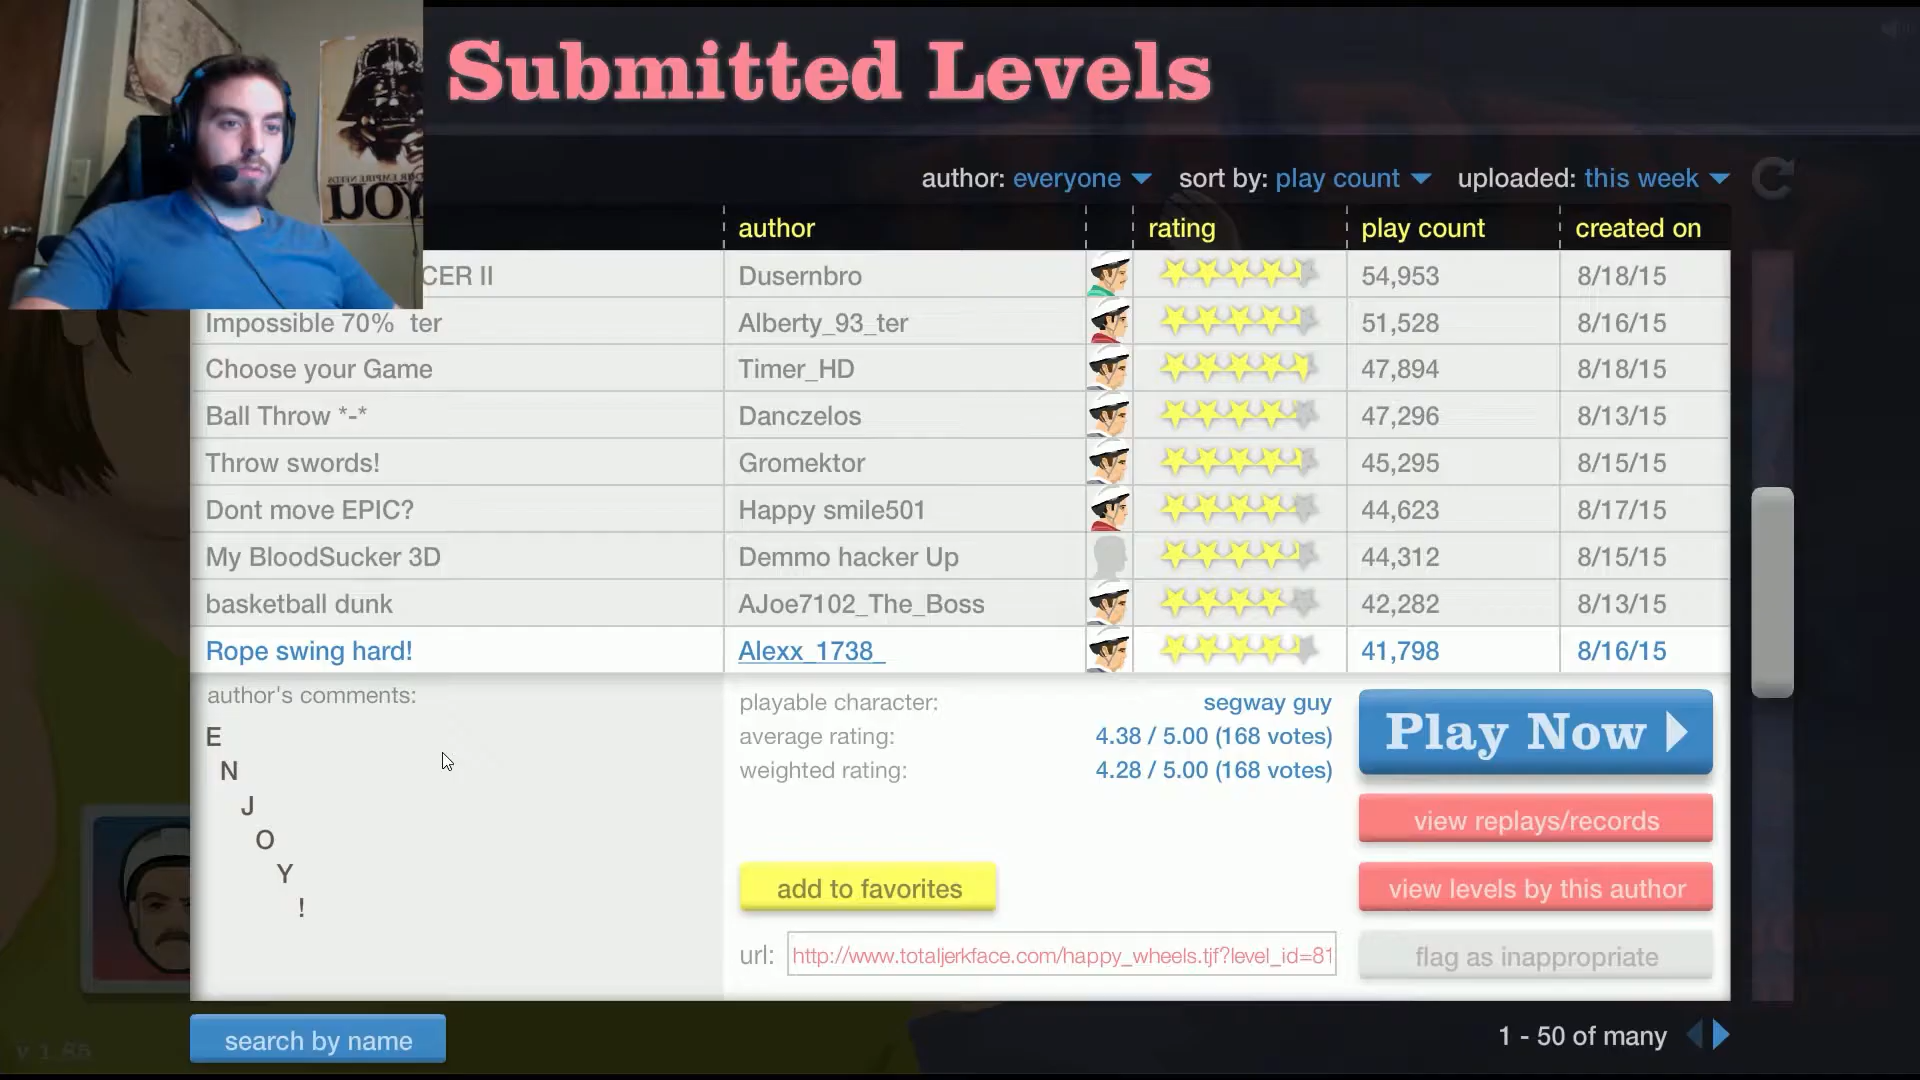 Submitted Levels
YOU
author: everyone sort by: play count uploaded: this week
author rating play count created on
CER II Dusernbro 54,953 8/18/15
Impossible 70% ter Alberty_93_ter 51,528 8/16/15
Choose your Game Timer_HD 47,894 8/18/15
Ball Throw *-* Danczelos 47,296 8/13/15
Throw swords! Gromektor 45,295 8/15/15
Dont move EPIC? Happy smile501 44,623 8/17/15
My BloodSucker 3D Demmo hacker Up 44,312 8/15/15
basketball dunk AJoe7102_The_Boss 42,282 8/13/15
Rope swing hard! Alexx_1738_ 41,798 8/16/15
author's comments:
E
N
J
O
Y
!
playable character: segway guy
average rating: 4.38 / 5.00 (168 votes)
weighted rating: 4.28 / 5.00 (168 votes)
add to favorites
url: http://www.totaljerkface.com/happy_wheels.tjf?level_id=81
Play Now
view replays/records
view levels by this author
flag as inappropriate
v 1.85
search by name
1 - 50 of many